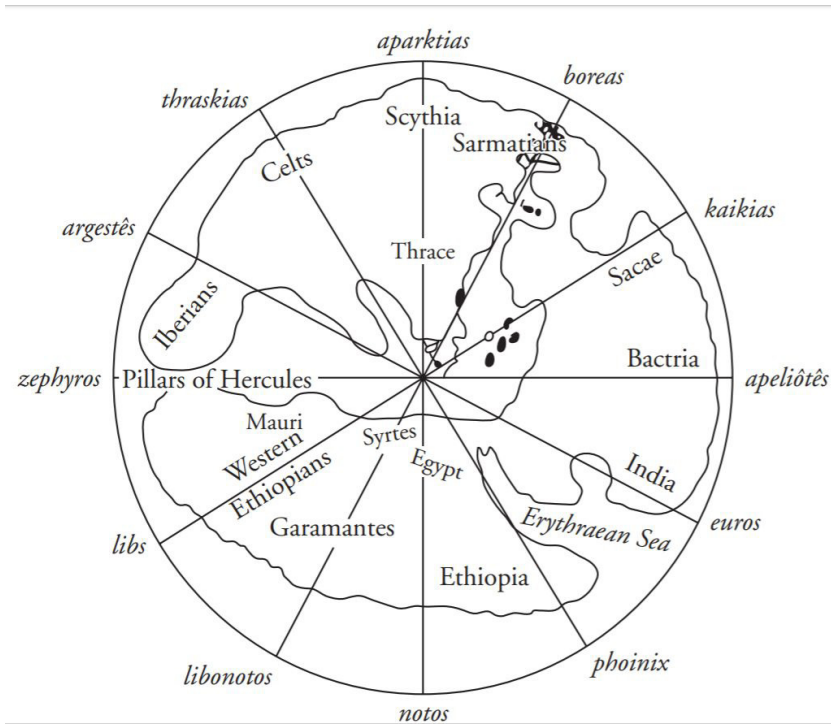 aparktias
thraskias
boreas
Scythia
Sarmatians
Celts
argestês
kaikias
Thrace
Sacae
Iberians
Bactria
zephyros
Pillars of Hercules
apeliôtês
Mauri
Syrtes
Western
Ethiopians
Egypt
India
Garamantes
Erythraean Sea
euros
libs
Ethiopia
phoinix
libonotos
notos